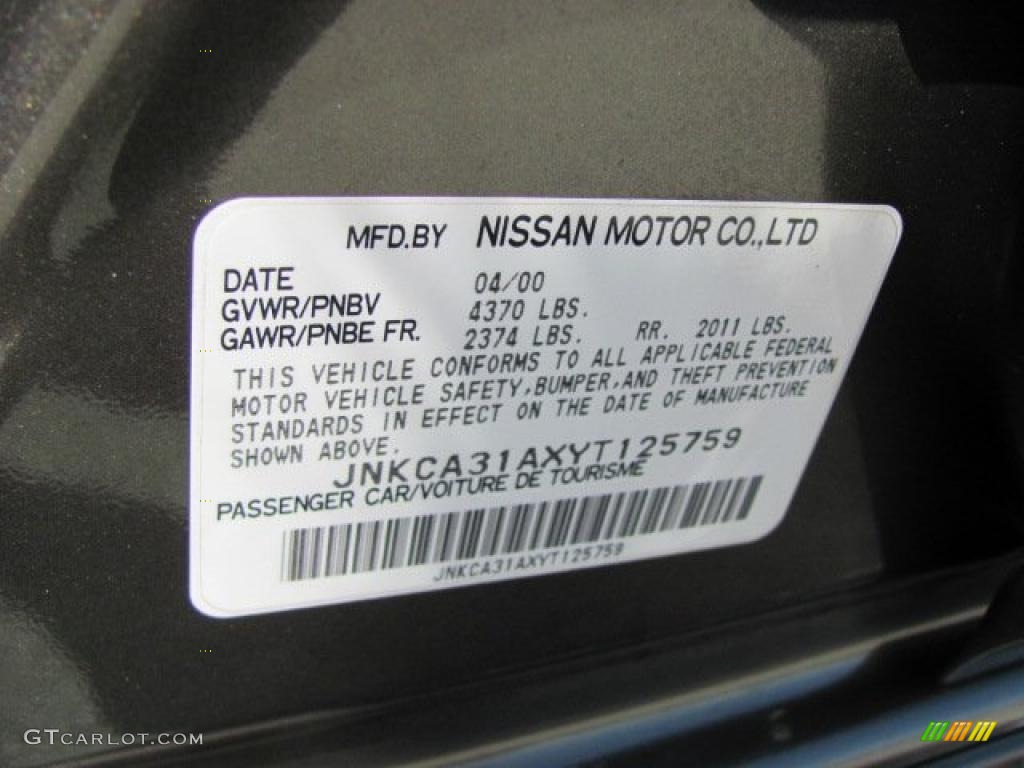 MFD.BY NISSAN MOTOR CO.,LTD
DATE 04/00
GVWR/PNBV 4370 LBS.
GAWR/PNBE FR. 2374 LBS. RR. 2011 LBS.
THIS VEHICLE CONFORMS TO ALL APPLICABLE FEDERAL
MOTOR VEHICLE SAFETY,BUMPER,AND THEFT PREVENTION
STANDARDS IN EFFECT ON THE DATE OF MANUFACTURE
SHOWN ABOVE.
JNKCA31AXYT125759
PASSENGER CAR/VOITURE DE TOURISME
JNKCA31AXYT125759
GTCARLOT.COM